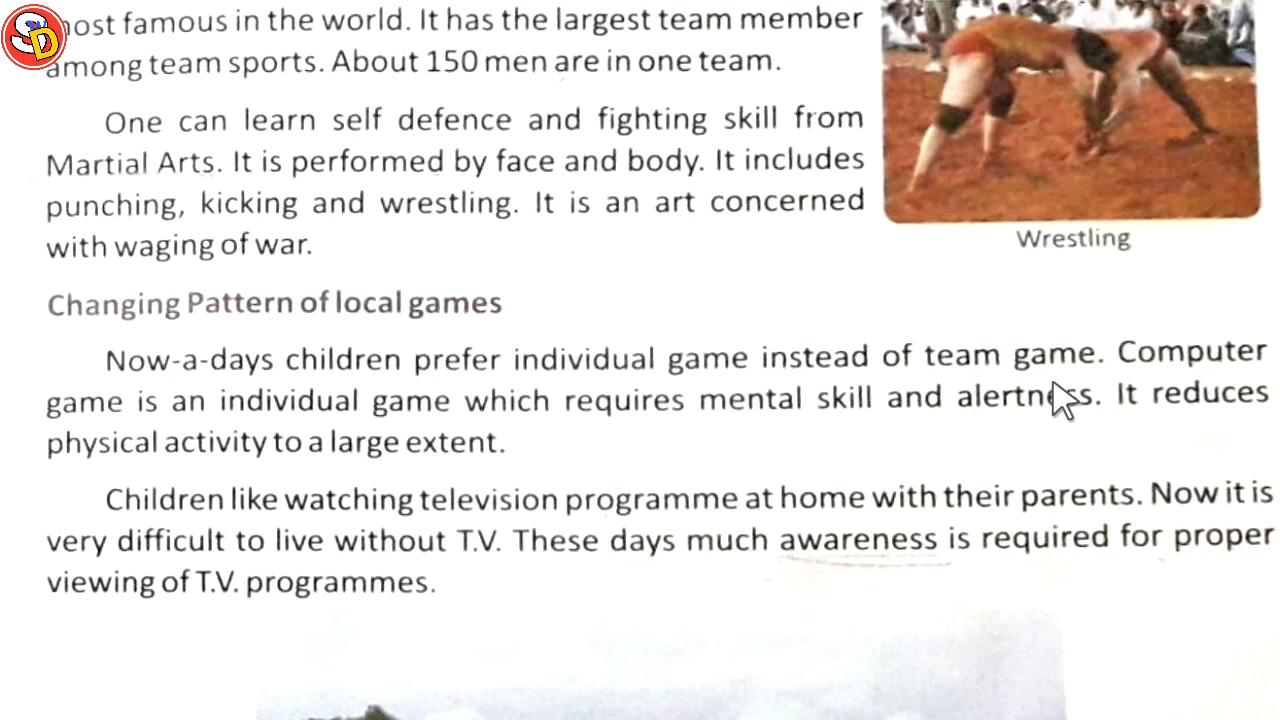 SD
most famous in the world. It has the largest team member
among team sports. About 150 men are in one team.
One can learn self defence and fighting skill from
Martial Arts. It is performed by face and body. It includes
punching, kicking and wrestling. It is an art concerned
with waging of war.
Wrestling
Changing Pattern of local games
Now-a-days children prefer individual game instead of team game. Computer
game is an individual game which requires mental skill and alertness. It reduces
physical activity to a large extent.
Children like watching television programme at home with their parents. Now it is
very difficult to live without T.V. These days much awareness is required for proper
viewing of T.V. programmes.